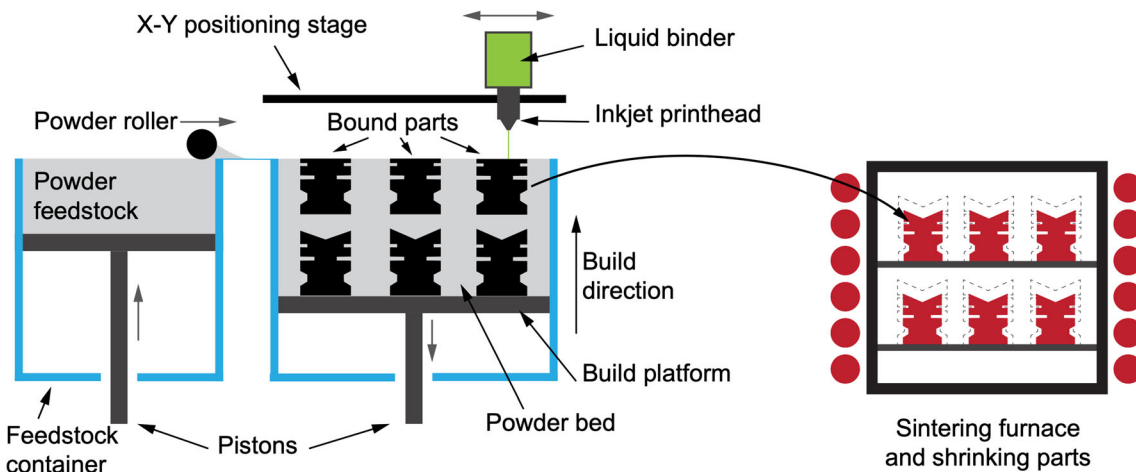 X-Y positioning stage
Liquid binder
Powder roller
Bound parts
Inkjet printhead
Powder
feedstock
Build
direction
Build platform
Powder bed
Feedstock
container
Pistons
Sintering furnace
and shrinking parts